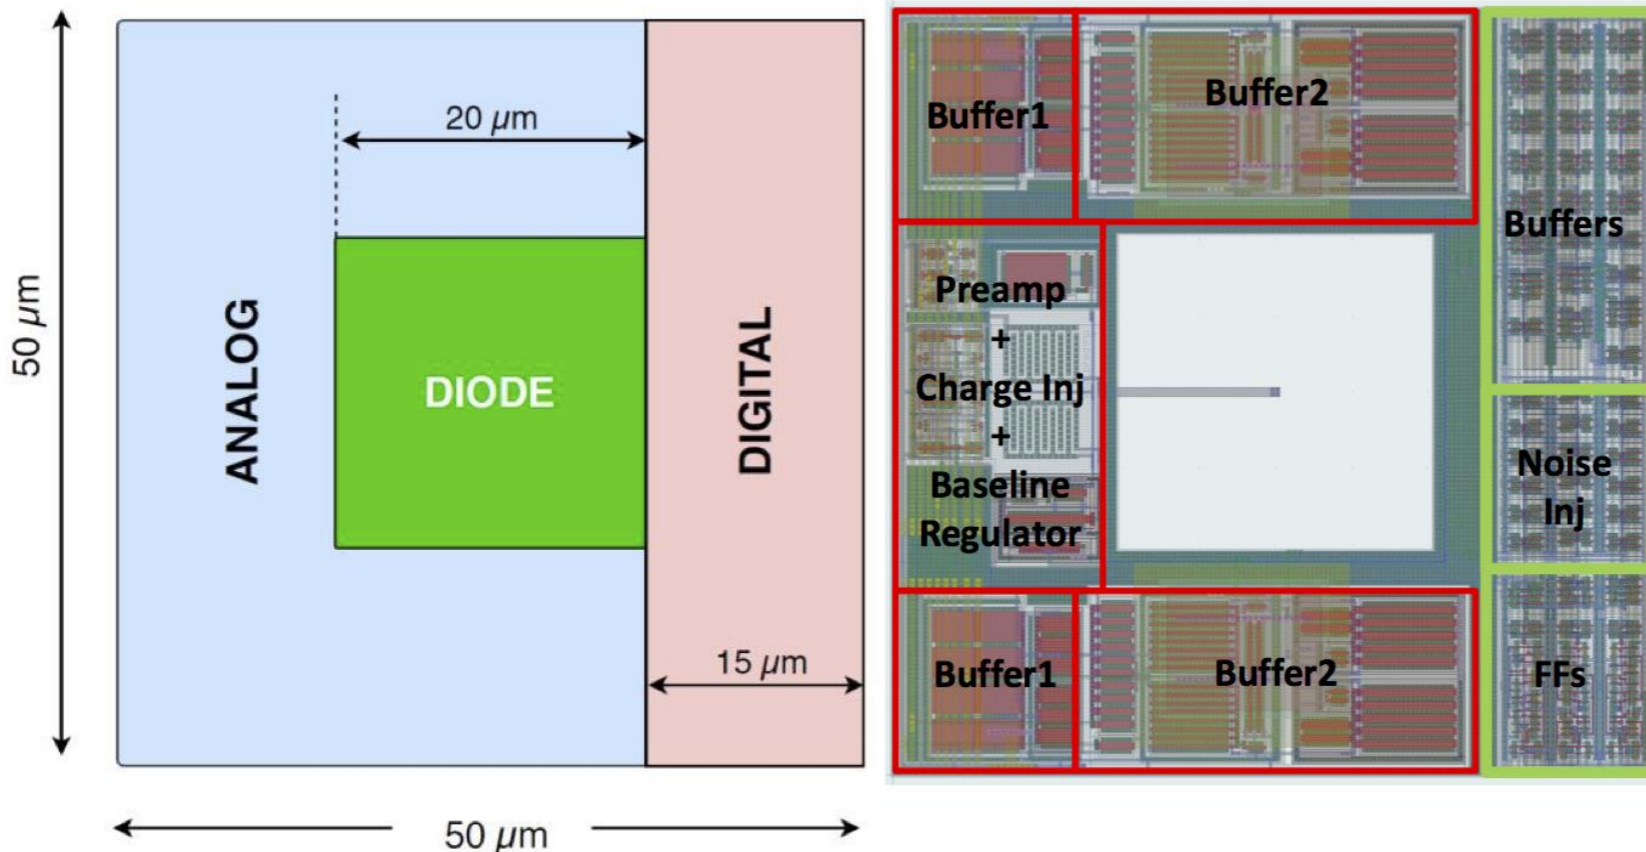 20 μm
50 μm
ANALOG
DIODE
DIGITAL
15 μm
50 μm
Buffer1
Buffer2
Buffers
Preamp
+
Charge Inj
+
Baseline
Regulator
Noise
Inj
Buffer1
Buffer2
FFs